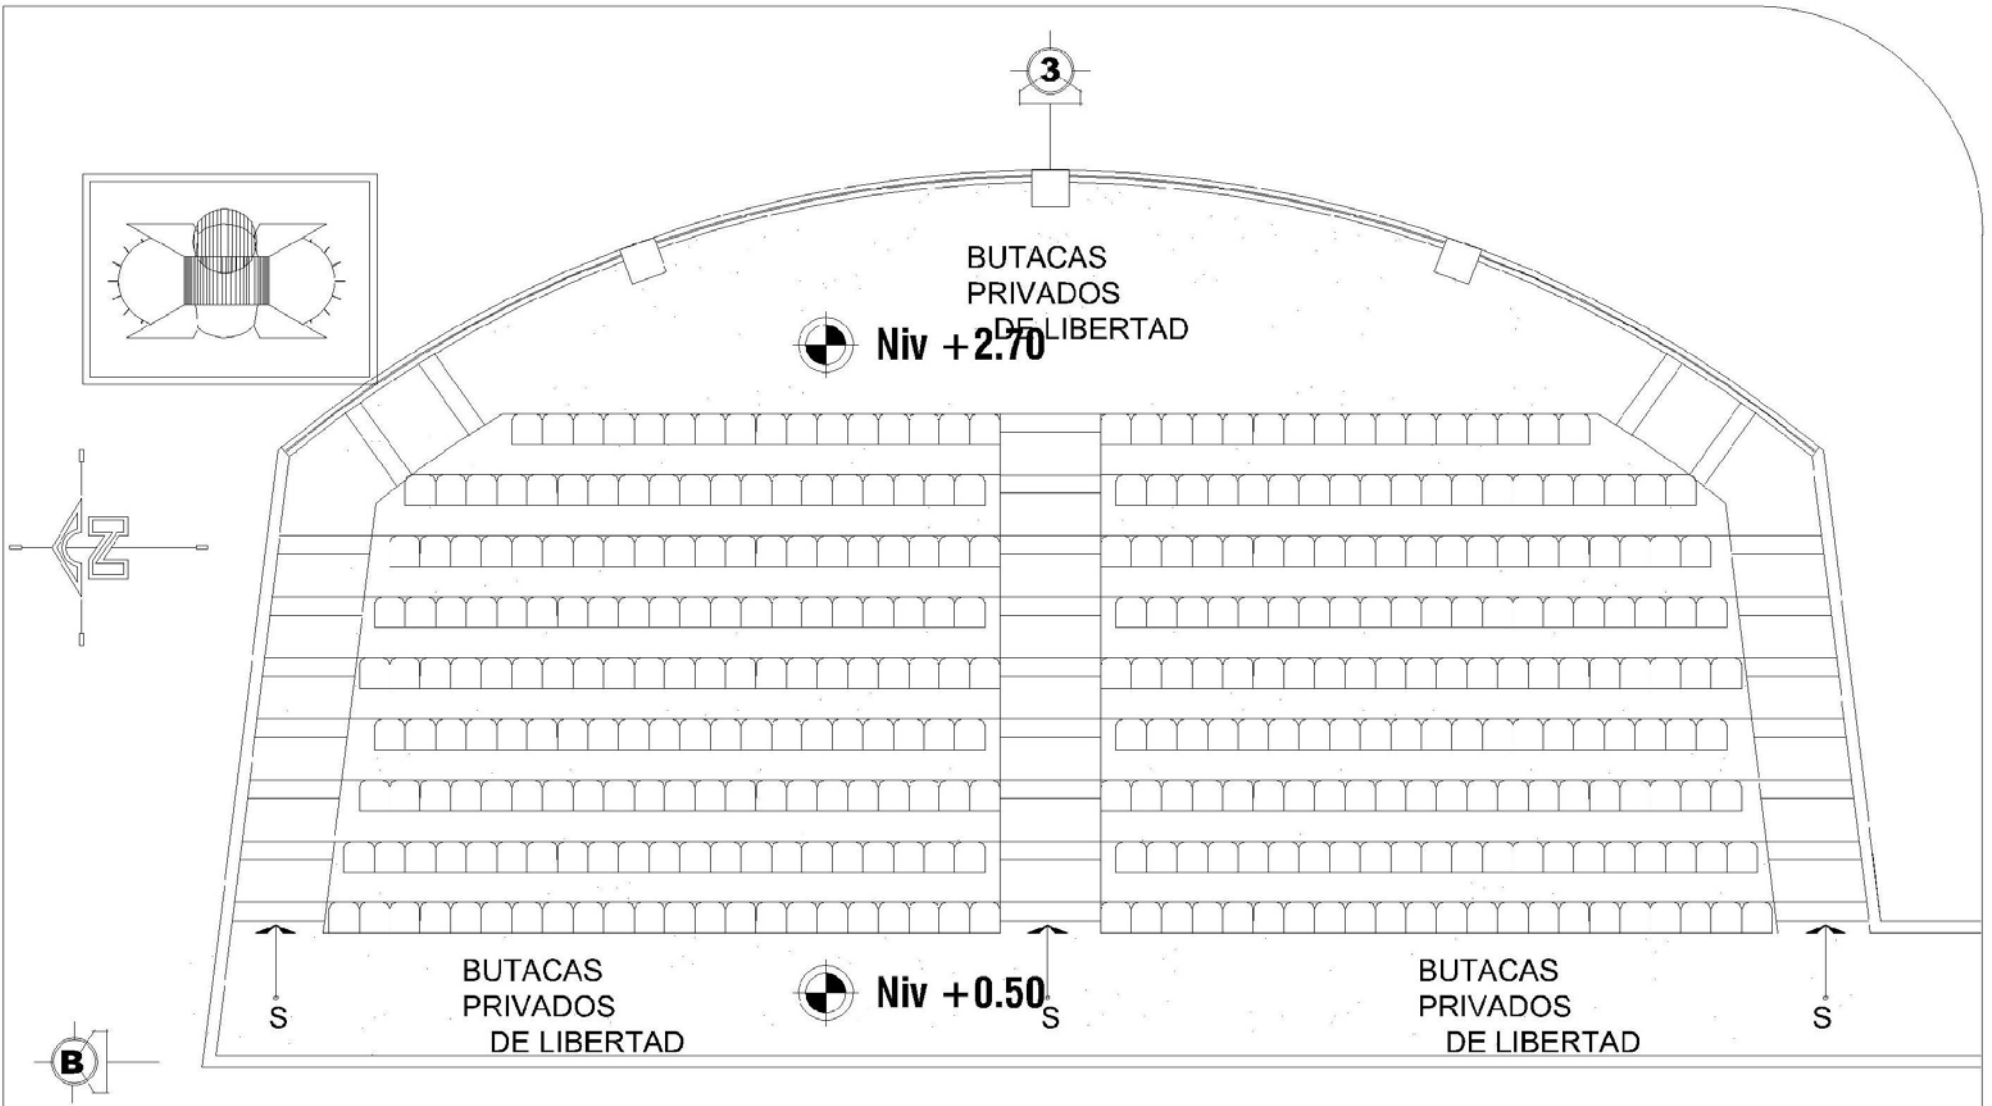 3
BUTACAS
PRIVADOS
DE LIBERTAD
Niv +2.70
N
BUTACAS
PRIVADOS
DE LIBERTAD
Niv +0.50
BUTACAS
PRIVADOS
DE LIBERTAD
S
S
S
B